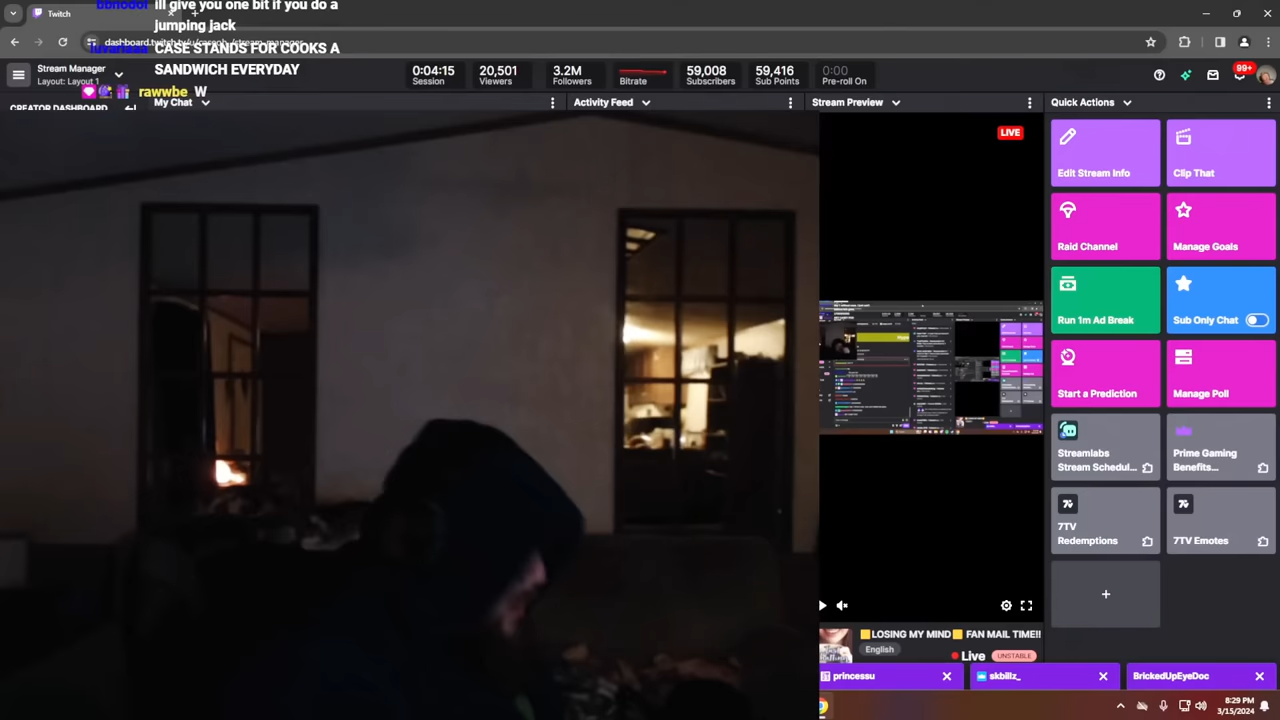 ill give you one bit if you do a
jumping jack
Twitch
CASE STANDS FOR COOKS A
SANDWICH EVERYDAY
rawwbe W
Stream Manager
Layout: Layout 1
0:04:15
Session
20,501
Viewers
3.2M
Followers
Bitrate
59,008
Subscribers
59,416
Sub Points
0:00
Pre-roll On
99+
CREATOR DASHBOARD
My Chat
Activity Feed
Stream Preview
Quick Actions
LIVE
Edit Stream Info
Clip That
Raid Channel
Manage Goals
Run 1m Ad Break
Sub Only Chat
Start a Prediction
Manage Poll
Streamlabs
Stream Schedul...
Prime Gaming
Benefits...
7TV
Redemptions
7TV Emotes
+
🟨LOSING MY MIND🟨 FAN MAIL TIME!!
English
Live
UNSTABLE
princessu
skbillz_
BrickedUpEyeDoc
8:29 PM
3/15/2024